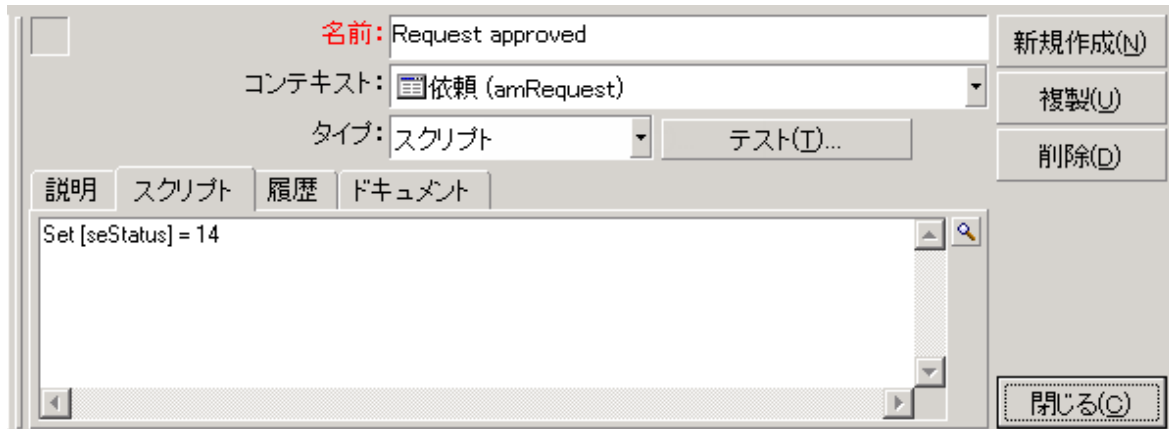 名前: Request approved
新規作成(N)
コンテキスト: 依頼 (amRequest)
複製(U)
タイプ: スクリプト テスト(T)...
削除(D)
説明 スクリプト 履歴 ドキュメント
Set [seStatus] = 14
閉じる(C)